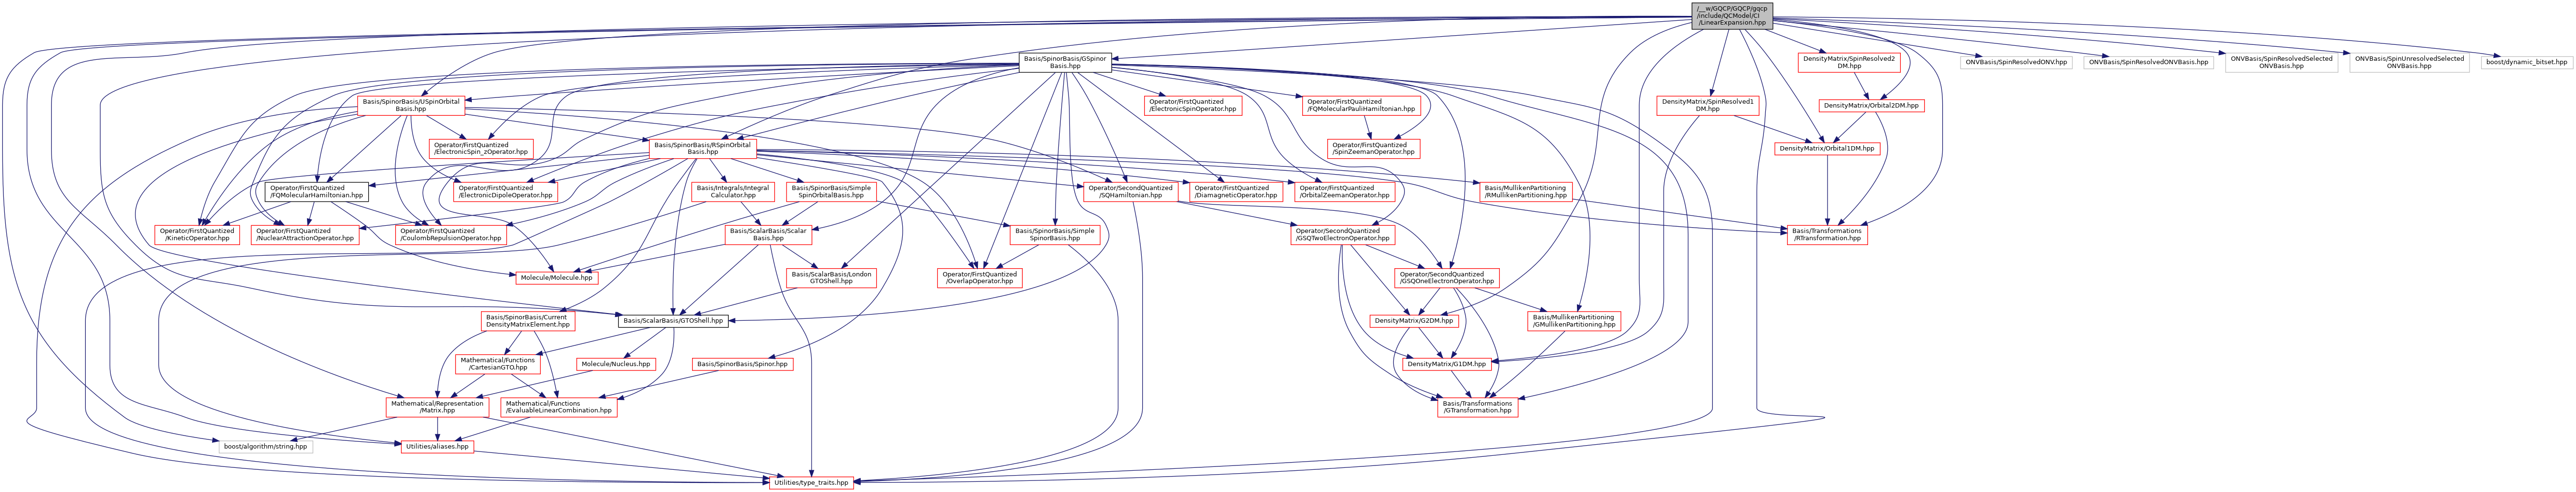 /__w/GQCP/GQCP/gqcp
/include/QCModel/CI
/LinearExpansion.hpp
Basis/SpinorBasis/GSpinor
Basis.hpp
DensityMatrix/SpinResolved2
DM.hpp
ONVBasis/SpinResolvedONV.hpp
ONVBasis/SpinResolvedONVBasis.hpp
ONVBasis/SpinResolvedSelected
ONVBasis.hpp
ONVBasis/SpinUnresolvedSelected
ONVBasis.hpp
boost/dynamic_bitset.hpp
Basis/SpinorBasis/USpinOrbital
Basis.hpp
Operator/FirstQuantized
/ElectronicSpinOperator.hpp
Operator/FirstQuantized
/FQMolecularPauliHamiltonian.hpp
DensityMatrix/SpinResolved1
DM.hpp
DensityMatrix/Orbital2DM.hpp
Operator/FirstQuantized
/ElectronicSpin_zOperator.hpp
Basis/SpinorBasis/RSpinOrbital
Basis.hpp
Operator/FirstQuantized
/SpinZeemanOperator.hpp
DensityMatrix/Orbital1DM.hpp
Operator/FirstQuantized
/FQMolecularHamiltonian.hpp
Operator/FirstQuantized
/ElectronicDipoleOperator.hpp
Basis/Integrals/Integral
Calculator.hpp
Basis/SpinorBasis/Simple
SpinOrbitalBasis.hpp
Operator/SecondQuantized
/SQHamiltonian.hpp
Operator/FirstQuantized
/DiamagneticOperator.hpp
Operator/FirstQuantized
/OrbitalZeemanOperator.hpp
Basis/MullikenPartitioning
/RMullikenPartitioning.hpp
Operator/FirstQuantized
/KineticOperator.hpp
Operator/FirstQuantized
/NuclearAttractionOperator.hpp
Operator/FirstQuantized
/CoulombRepulsionOperator.hpp
Basis/ScalarBasis/Scalar
Basis.hpp
Basis/SpinorBasis/Simple
SpinorBasis.hpp
Operator/SecondQuantized
/GSQTwoElectronOperator.hpp
Basis/Transformations
/RTransformation.hpp
Molecule/Molecule.hpp
Basis/ScalarBasis/London
GTOShell.hpp
Operator/FirstQuantized
/OverlapOperator.hpp
Operator/SecondQuantized
/GSQOneElectronOperator.hpp
Basis/SpinorBasis/Current
DensityMatrixElement.hpp
Basis/ScalarBasis/GTOShell.hpp
DensityMatrix/G2DM.hpp
Basis/MullikenPartitioning
/GMullikenPartitioning.hpp
Mathematical/Functions
/CartesianGTO.hpp
Molecule/Nucleus.hpp
Basis/SpinorBasis/Spinor.hpp
DensityMatrix/G1DM.hpp
Mathematical/Representation
/Matrix.hpp
Mathematical/Functions
/EvaluableLinearCombination.hpp
Basis/Transformations
/GTransformation.hpp
boost/algorithm/string.hpp
Utilities/aliases.hpp
Utilities/type_traits.hpp